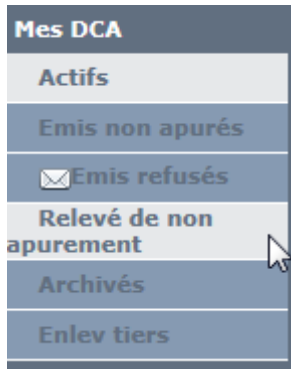 Mes DCA
Actifs
Emis non apurés
Emis refusés
Relevé de non
apurement
Archivés
Enlev tiers